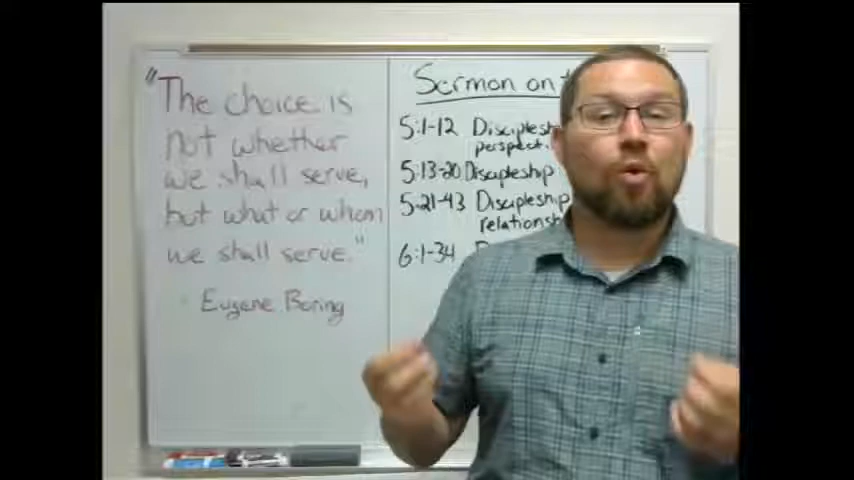 "The choice is
not whether
we shall serve,
but what or whom
we shall serve."
Eugene Boring
Sermon on
5:1-12 Disciplesh
perspect.
5:13-20 Discipleship
5:21-43 Discipleship
relationsh
6:1-34